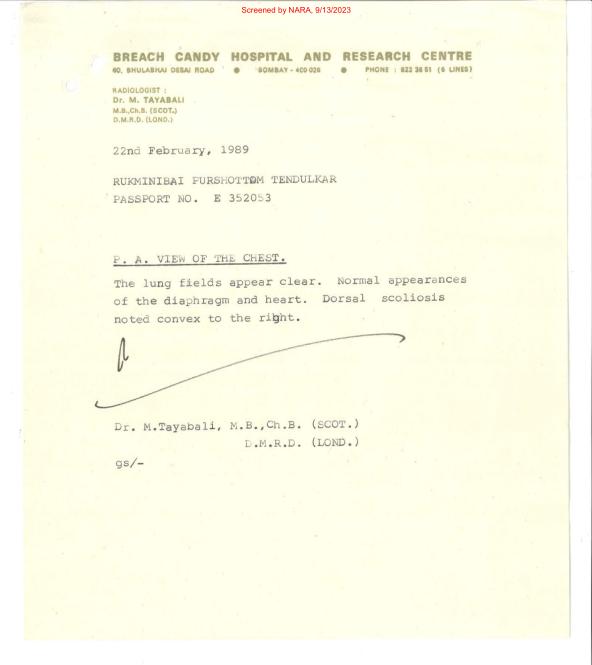 Screened by NARA, 9/13/2023
BREACH CANDY HOSPITAL AND RESEARCH CENTRE
60, BHULABHAI DESAI ROAD ● BOMBAY - 400 026 ● PHONE : 822 36 51 (6 LINES)
RADIOLOGIST :
Dr. M. TAYABALI
M.B.,Ch.B. (SCOT.)
D.M.R.D. (LOND.)
22nd February, 1989
RUKMINIBAI PURSHOTTOM TENDULKAR
PASSPORT NO. E 352053
P. A. VIEW OF THE CHEST.
The lung fields appear clear. Normal appearances
of the diaphragm and heart. Dorsal scoliosis
noted convex to the right.
Dr. M.Tayabali, M.B.,Ch.B. (SCOT.)
D.M.R.D. (LOND.)
gs/-